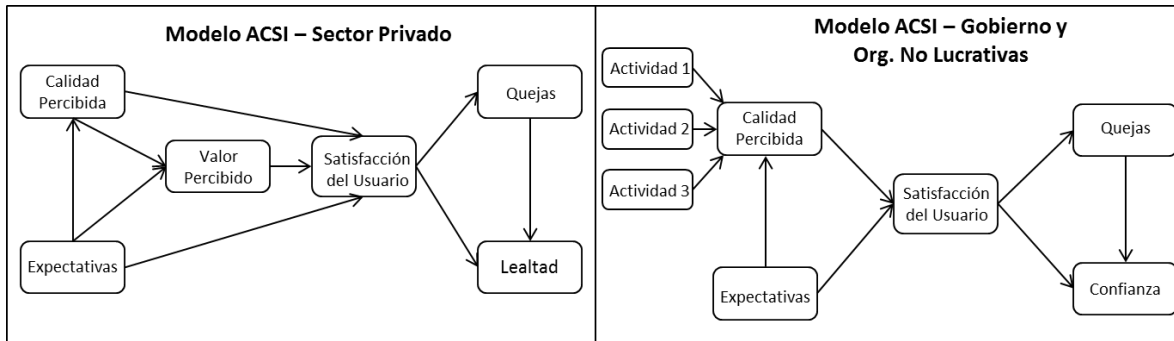 Modelo ACSI – Sector Privado
Calidad
Percibida
Quejas
Valor
Percibido
Satisfacción
del Usuario
Expectativas
Lealtad
Modelo ACSI – Gobierno y
Org. No Lucrativas
Actividad 1
Actividad 2
Actividad 3
Calidad
Percibida
Quejas
Satisfacción
del Usuario
Expectativas
Confianza